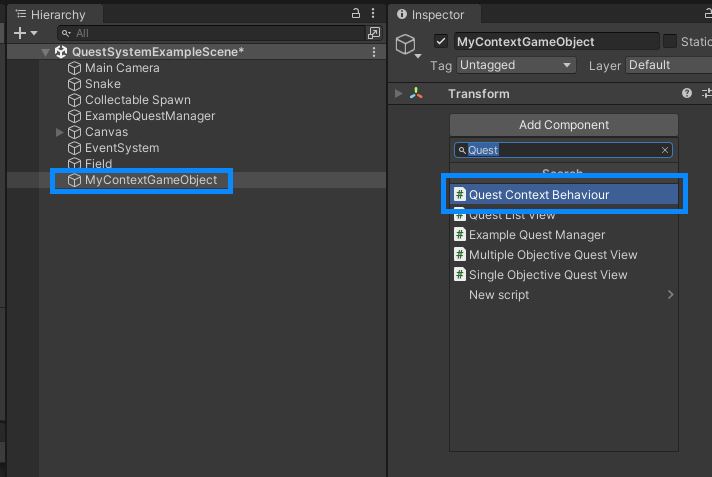 Hierarchy
All
QuestSystemExampleScene*
Main Camera
Snake
Collectable Spawn
ExampleQuestManager
Canvas
EventSystem
Field
MyContextGameObject
Inspector
MyContextGameObject
Static
Tag Untagged Layer Default
Transform
Add Component
Quest
Search
Quest Context Behaviour
Quest List View
Example Quest Manager
Multiple Objective Quest View
Single Objective Quest View
New script